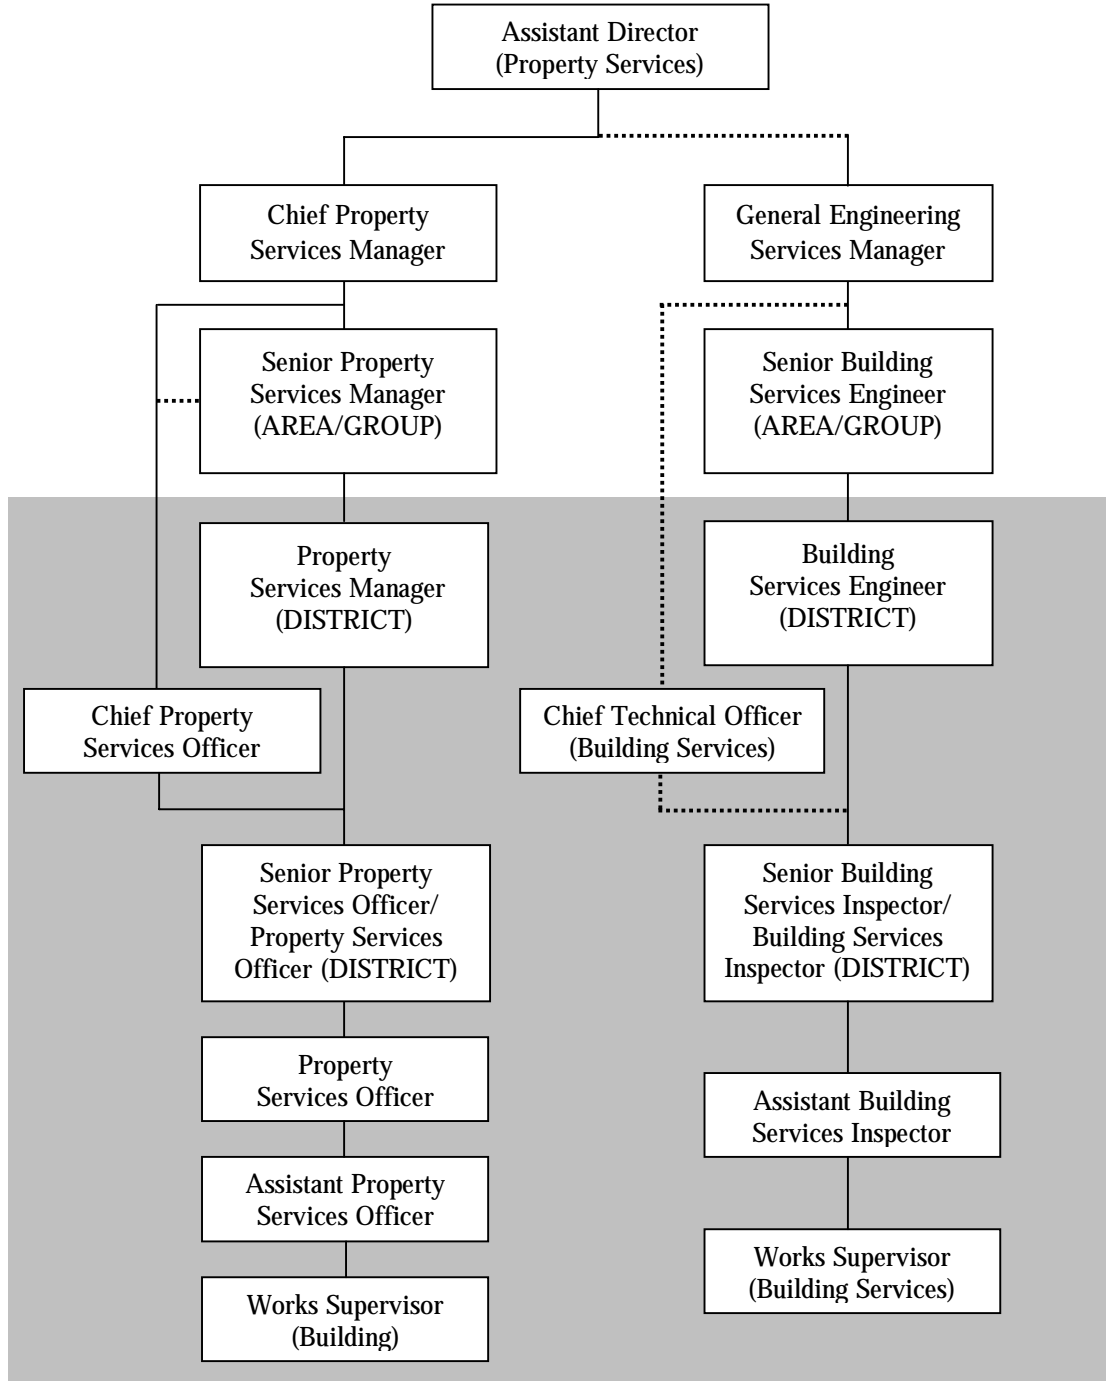 Assistant Director
(Property Services)
Chief Property
Services Manager
General Engineering
Services Manager
Senior Property
Services Manager
(AREA/GROUP)
Senior Building
Services Engineer
(AREA/GROUP)
Property
Services Manager
(DISTRICT)
Building
Services Engineer
(DISTRICT)
Chief Property
Services Officer
Chief Technical Officer
(Building Services)
Senior Property
Services Officer/
Property Services
Officer (DISTRICT)
Senior Building
Services Inspector/
Building Services
Inspector (DISTRICT)
Property
Services Officer
Assistant Building
Services Inspector
Assistant Property
Services Officer
Works Supervisor
(Building Services)
Works Supervisor
(Building)